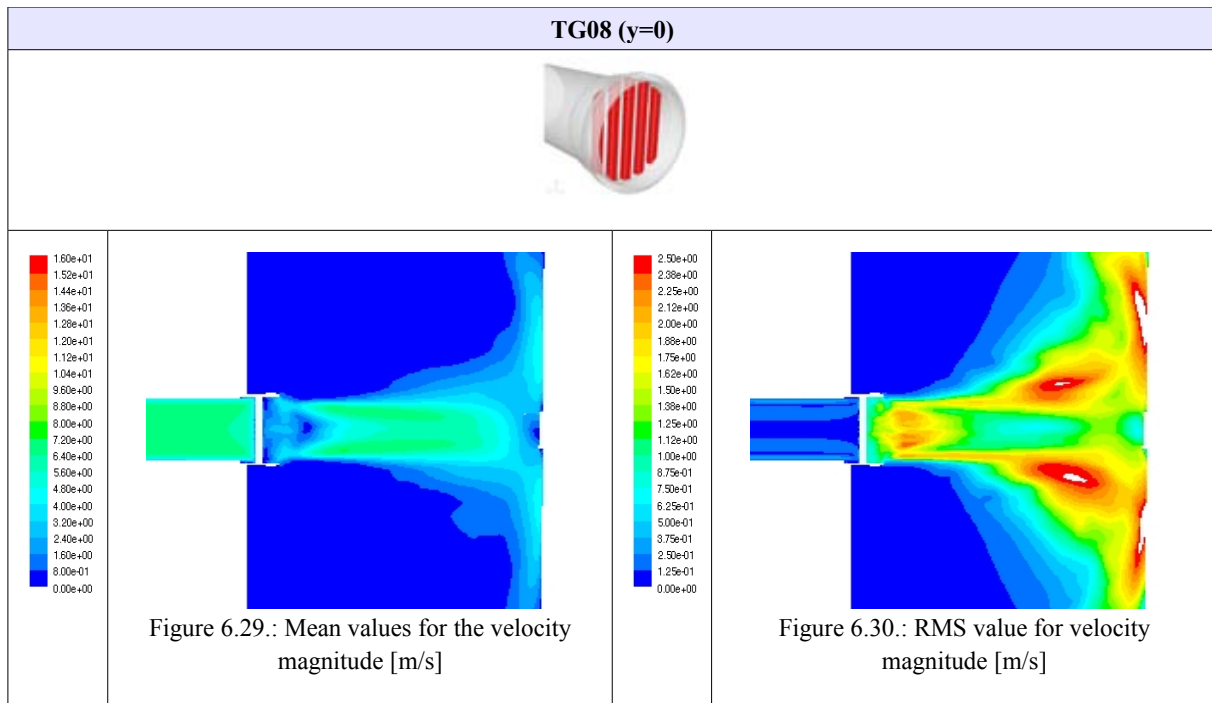 TG08 (y=0)
1.60e+01
1.52e+01
1.44e+01
1.36e+01
1.28e+01
1.20e+01
1.12e+01
1.04e+01
9.60e+00
8.80e+00
8.00e+00
7.20e+00
6.40e+00
5.60e+00
4.80e+00
4.00e+00
3.20e+00
2.40e+00
1.60e+00
8.00e-01
0.00e+00
Figure 6.29.: Mean values for the velocity
magnitude [m/s]
2.50e+00
2.38e+00
2.25e+00
2.12e+00
2.00e+00
1.88e+00
1.75e+00
1.62e+00
1.50e+00
1.38e+00
1.25e+00
1.12e+00
1.00e+00
8.75e-01
7.50e-01
6.25e-01
5.00e-01
3.75e-01
2.50e-01
1.25e-01
0.00e+00
Figure 6.30.: RMS value for velocity
magnitude [m/s]